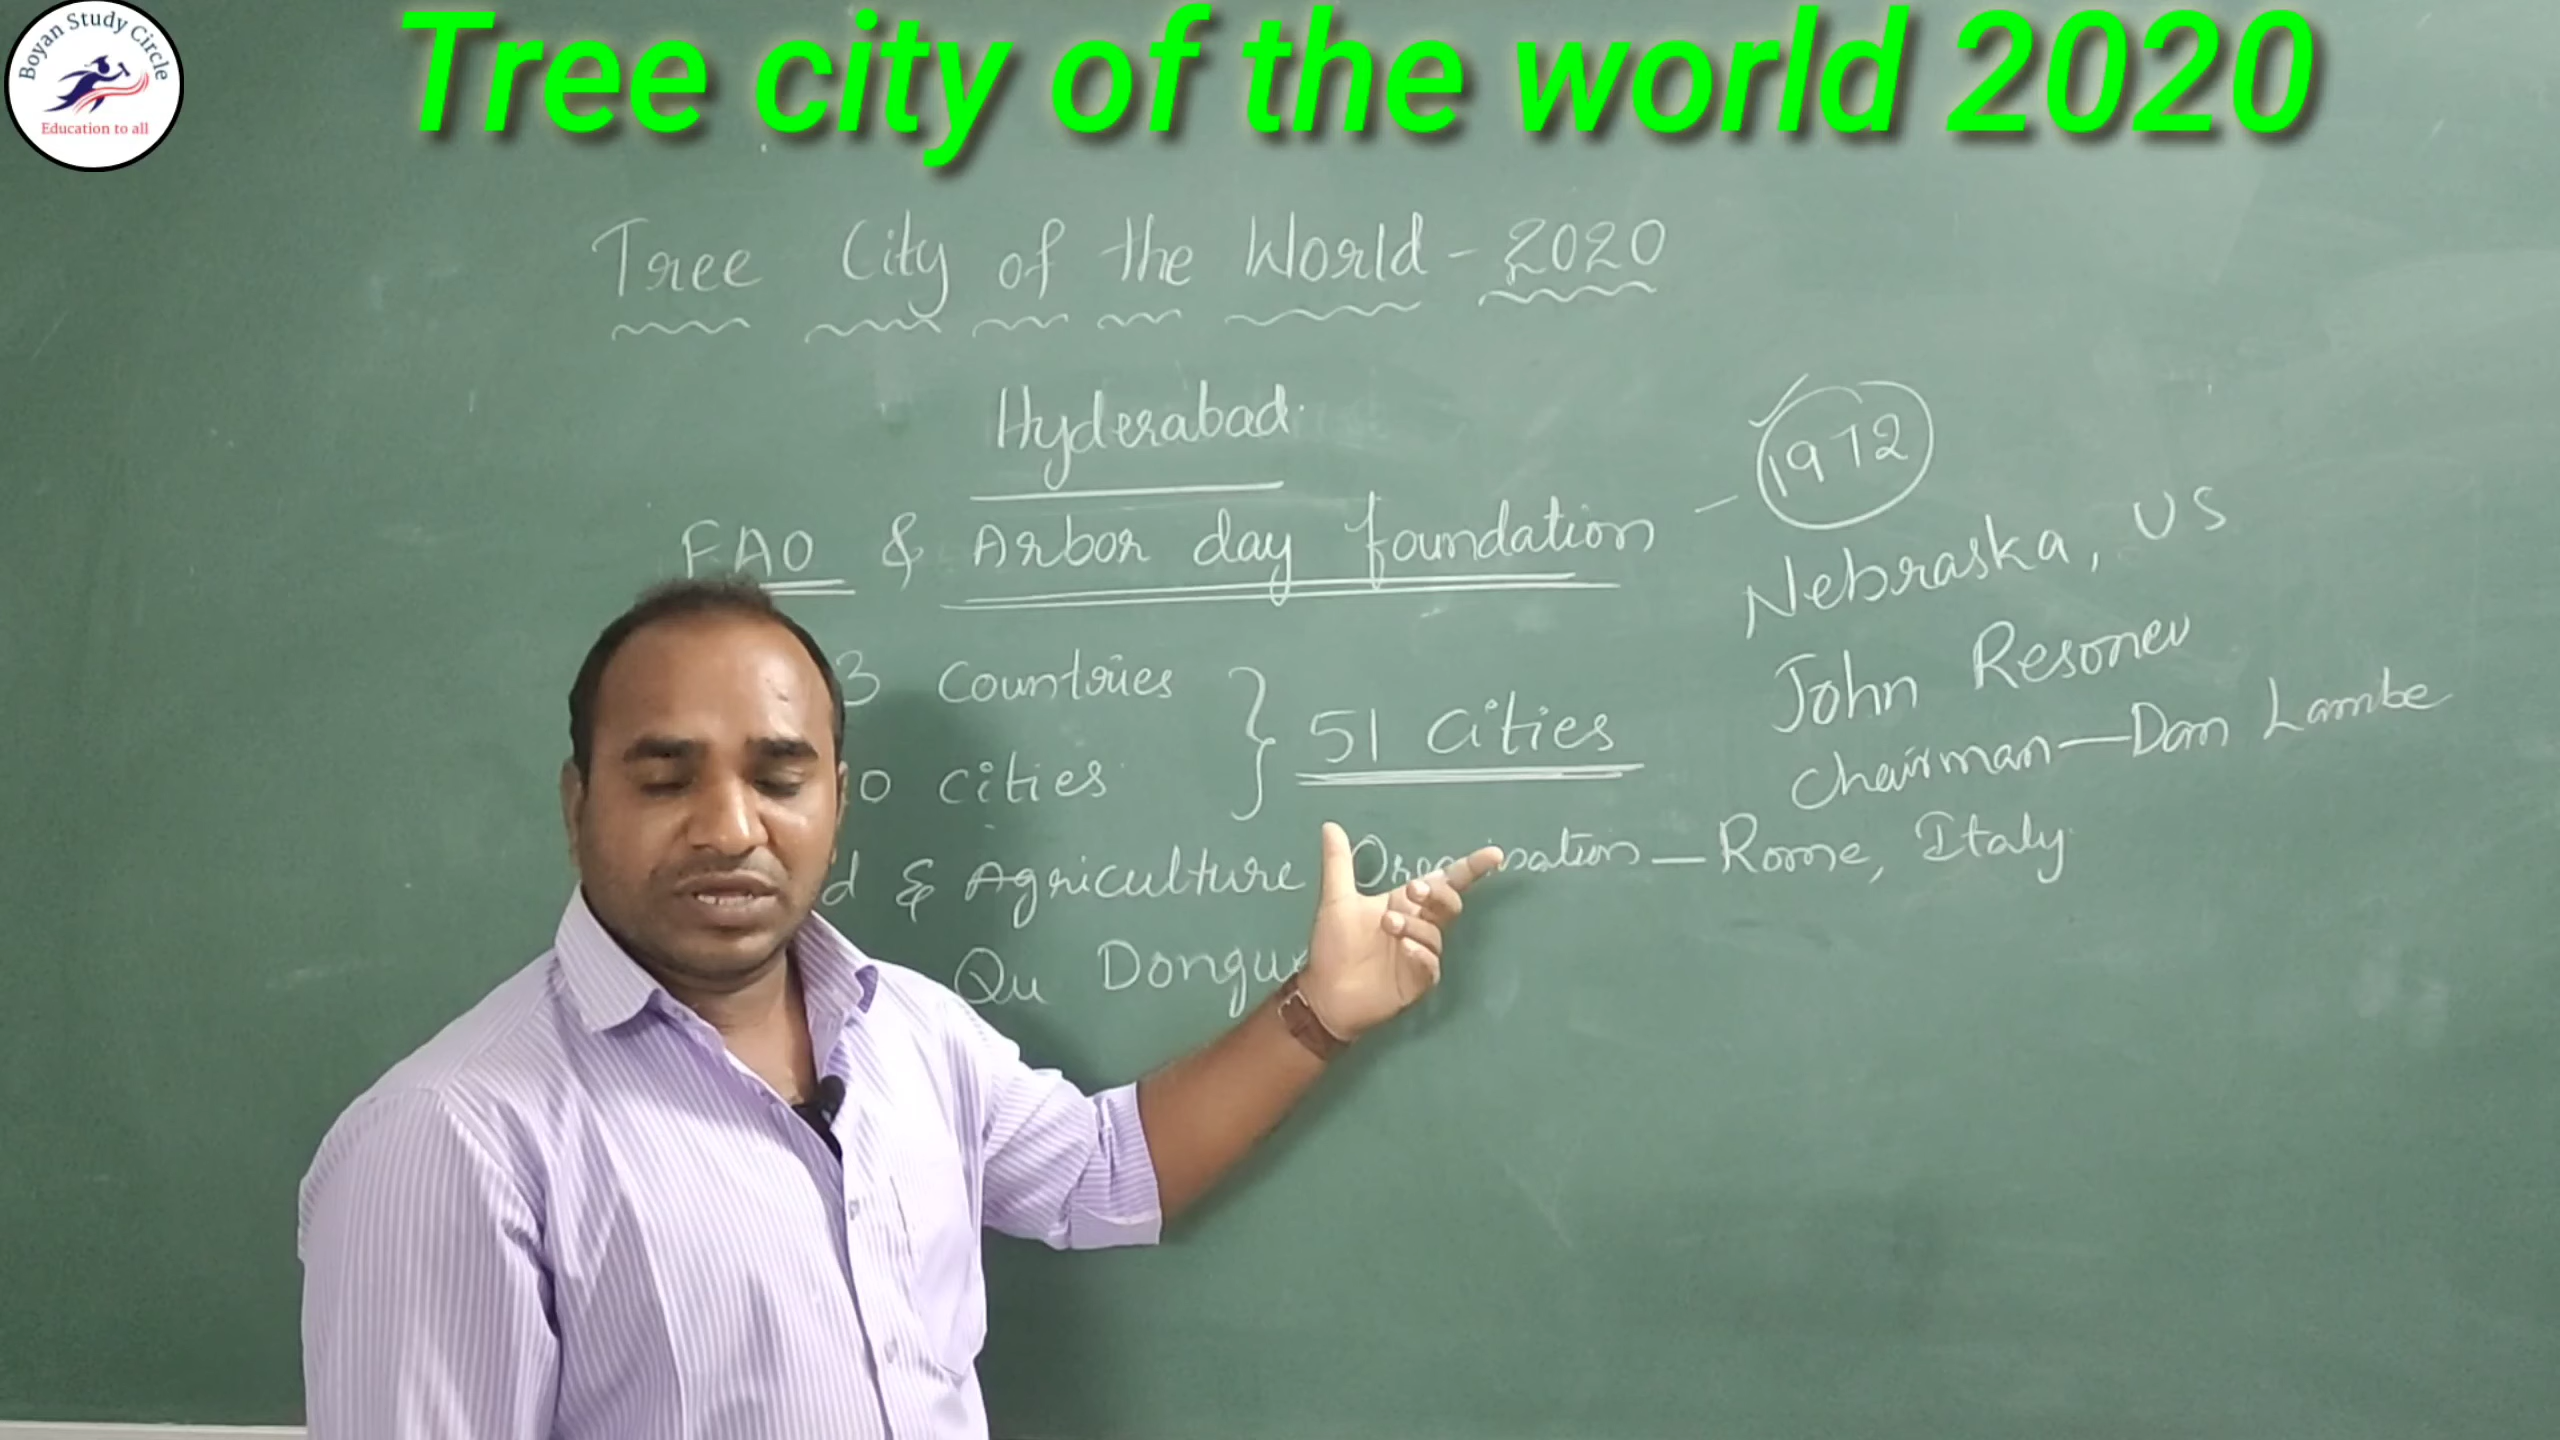 Boyan Study Circle
Education to all
Tree city of the world 2020
Tree City of the World - 2020
Hyderabad.
FAO & Arbor day foundation - 1972
Nebraska, US
3 Countries
John
51 Cities
Chairman — Dan Lambe
0 cities
d & Agriculture — Rome, Italy
Qu